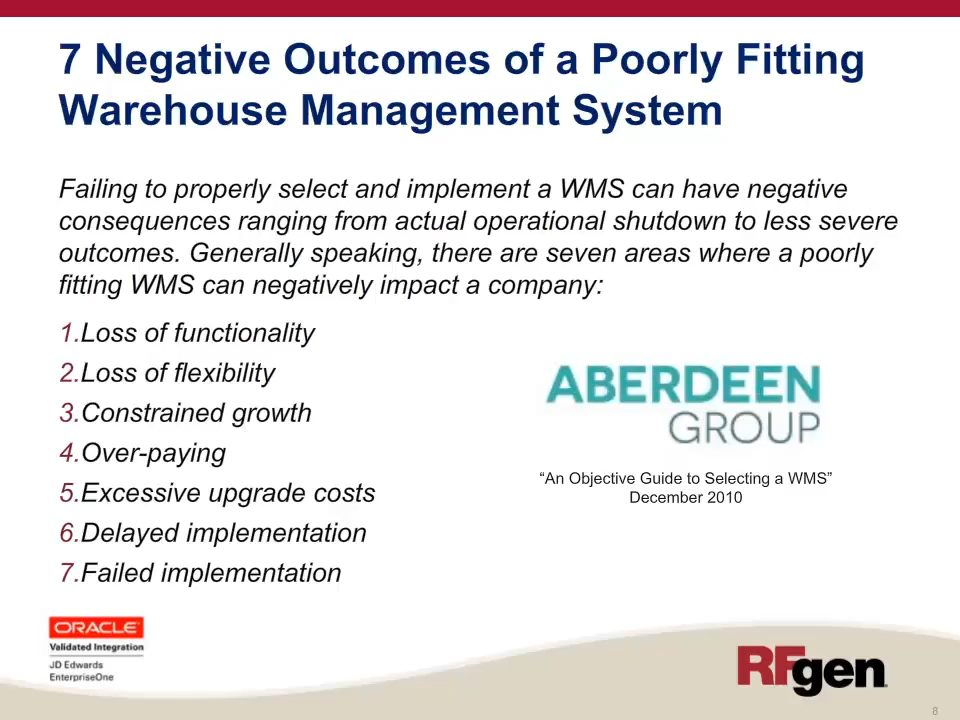 7 Negative Outcomes of a Poorly Fitting
Warehouse Management System
Failing to properly select and implement a WMS can have negative
consequences ranging from actual operational shutdown to less severe
outcomes. Generally speaking, there are seven areas where a poorly
fitting WMS can negatively impact a company:
1.Loss of functionality
2.Loss of flexibility
3.Constrained growth
4.Over-paying
5.Excessive upgrade costs
6.Delayed implementation
7.Failed implementation
ABERDEEN
GROUP
“An Objective Guide to Selecting a WMS”
December 2010
ORACLE
Validated Integration
JD Edwards
EnterpriseOne
RFgen
8